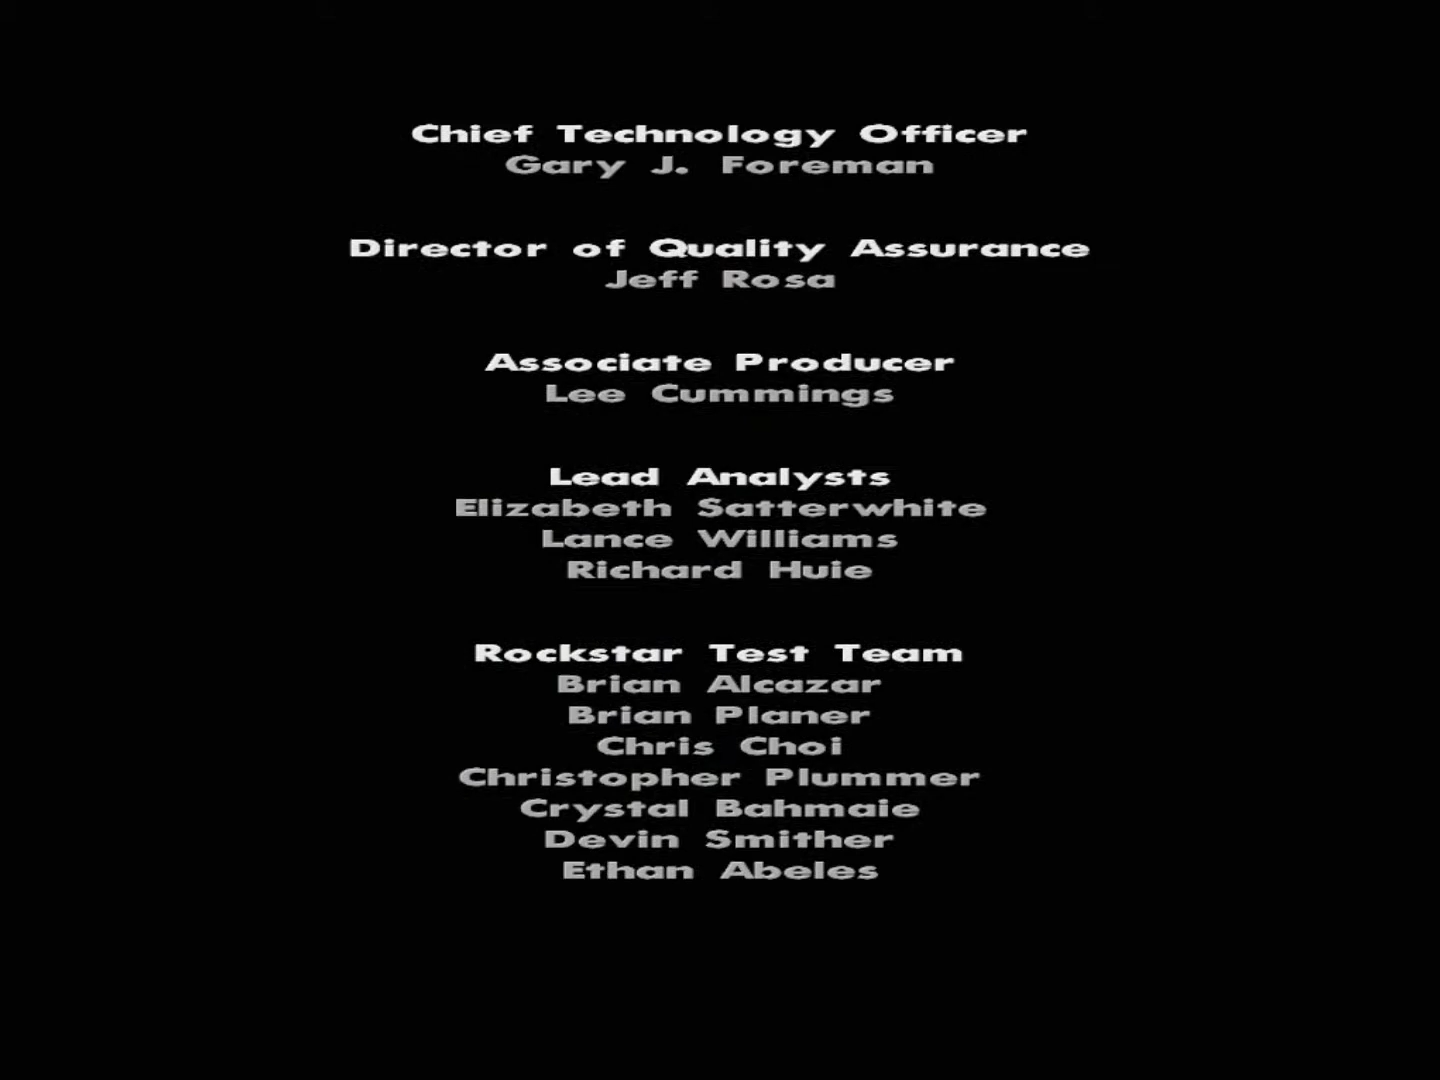 Chief Technology Officer
Gary J. Foreman
Director of Quality Assurance
Jeff Rosa
Associate Producer
Lee Cummings
Lead Analysts
Elizabeth Satterwhite
Lance Williams
Richard Huie
Rockstar Test Team
Brian Alcazar
Brian Planer
Chris Choi
Christopher Plummer
Crystal Bahmaie
Devin Smither
Ethan Abeles